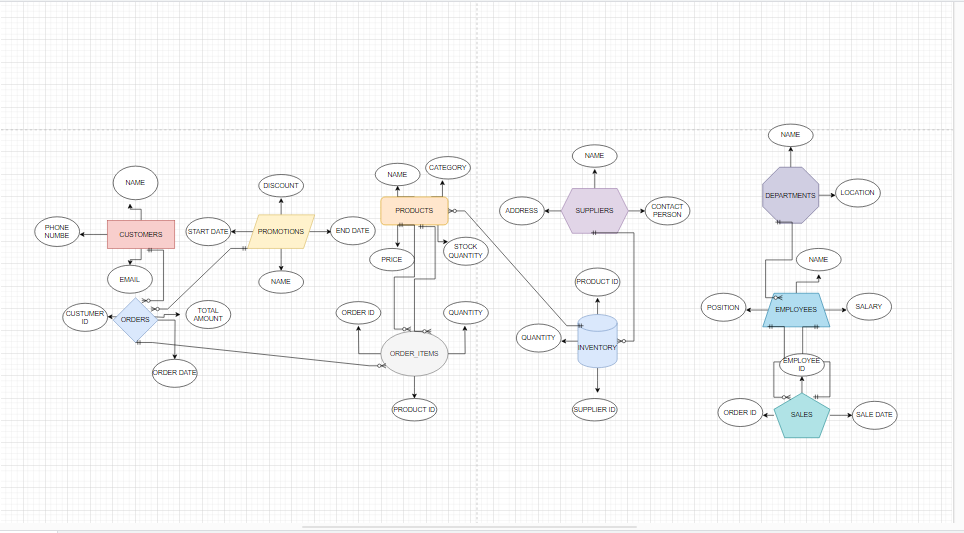 NAME
NAME
NAME
CATEGORY
NAME
DISCOUNT
LOCATION
DEPARTMENTS
PRODUCTS
ADDRESS
SUPPLIERS
CONTACT
PERSON
PHONE
NUMBE
CUSTOMERS
START DATE
PROMOTIONS
END DATE
STOCK
QUANTITY
PRICE
NAME
EMAIL
NAME
PRODUCT ID
POSITION
EMPLOYEES
SALARY
CUSTUMER
ID
ORDERS
TOTAL
AMOUNT
ORDER ID
QUANTITY
QUANTITY
INVENTORY
ORDER_ITEMS
EMPLOYEE
ID
ORDER DATE
PRODUCT ID
SUPPLIER ID
ORDER ID
SALES
SALE DATE